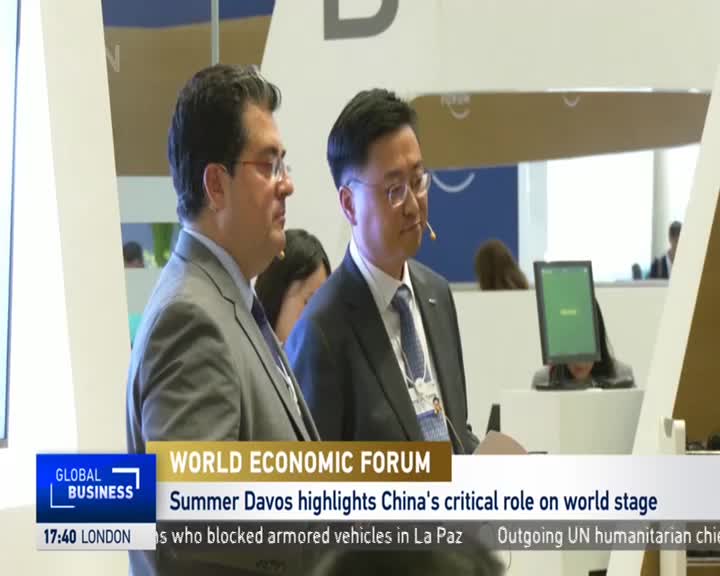 FORUM
WORLD ECONOMIC FORUM
GLOBAL
BUSINESS
Summer Davos highlights China's critical role on world stage
17:40 LONDON
who blocked armored vehicles in La Paz Outgoing UN humanitarian